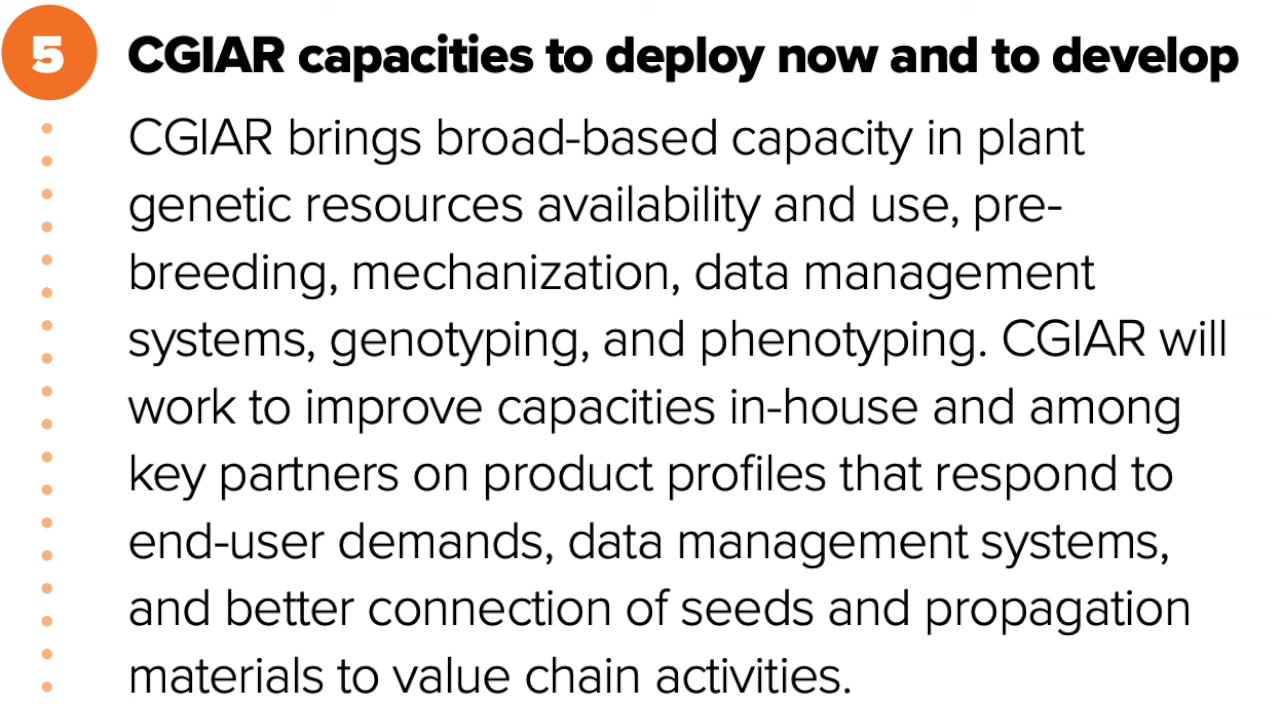 5 CGIAR capacities to deploy now and to develop
CGIAR brings broad-based capacity in plant
genetic resources availability and use, pre-
breeding, mechanization, data management
systems, genotyping, and phenotyping. CGIAR will
work to improve capacities in-house and among
key partners on product profiles that respond to
end-user demands, data management systems,
and better connection of seeds and propagation
materials to value chain activities.